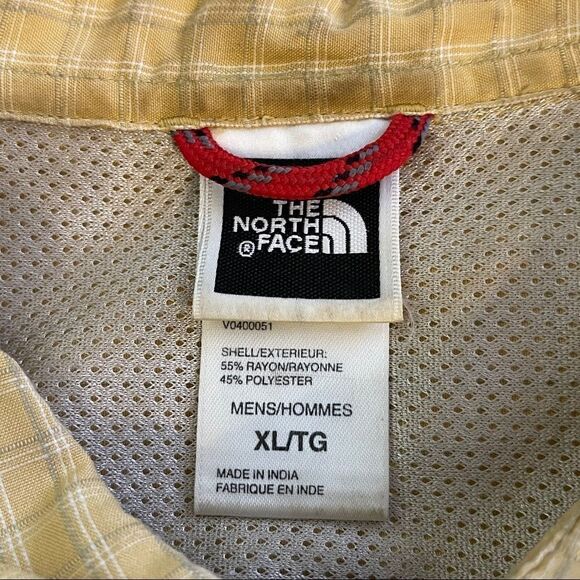 THE
NORTH
® FACE
V0400051
SHELL/EXTERIEUR:
55% RAYON/RAYONNE
45% POLYESTER
MENS/HOMMES
XL/TG
MADE IN INDIA
FABRIQUE EN INDE